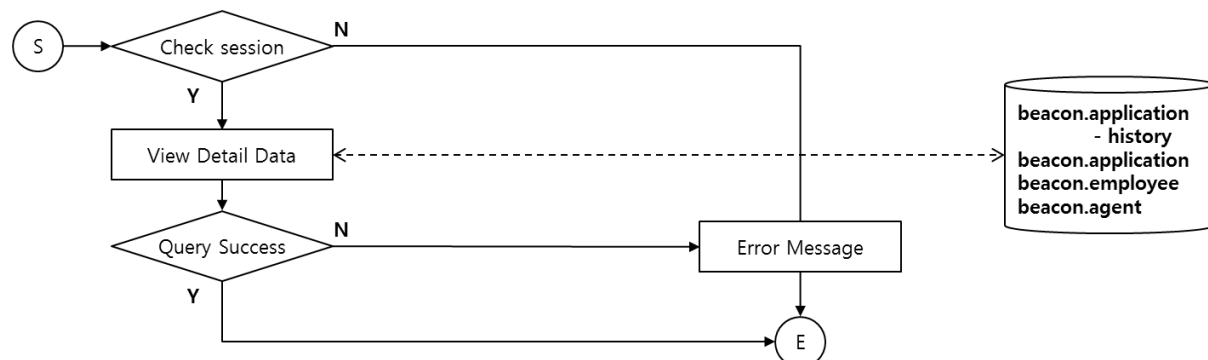 S
Check session
N
Y
View Detail Data
beacon.application
- history
beacon.application
beacon.employee
beacon.agent
Query Success
N
Y
Error Message
E